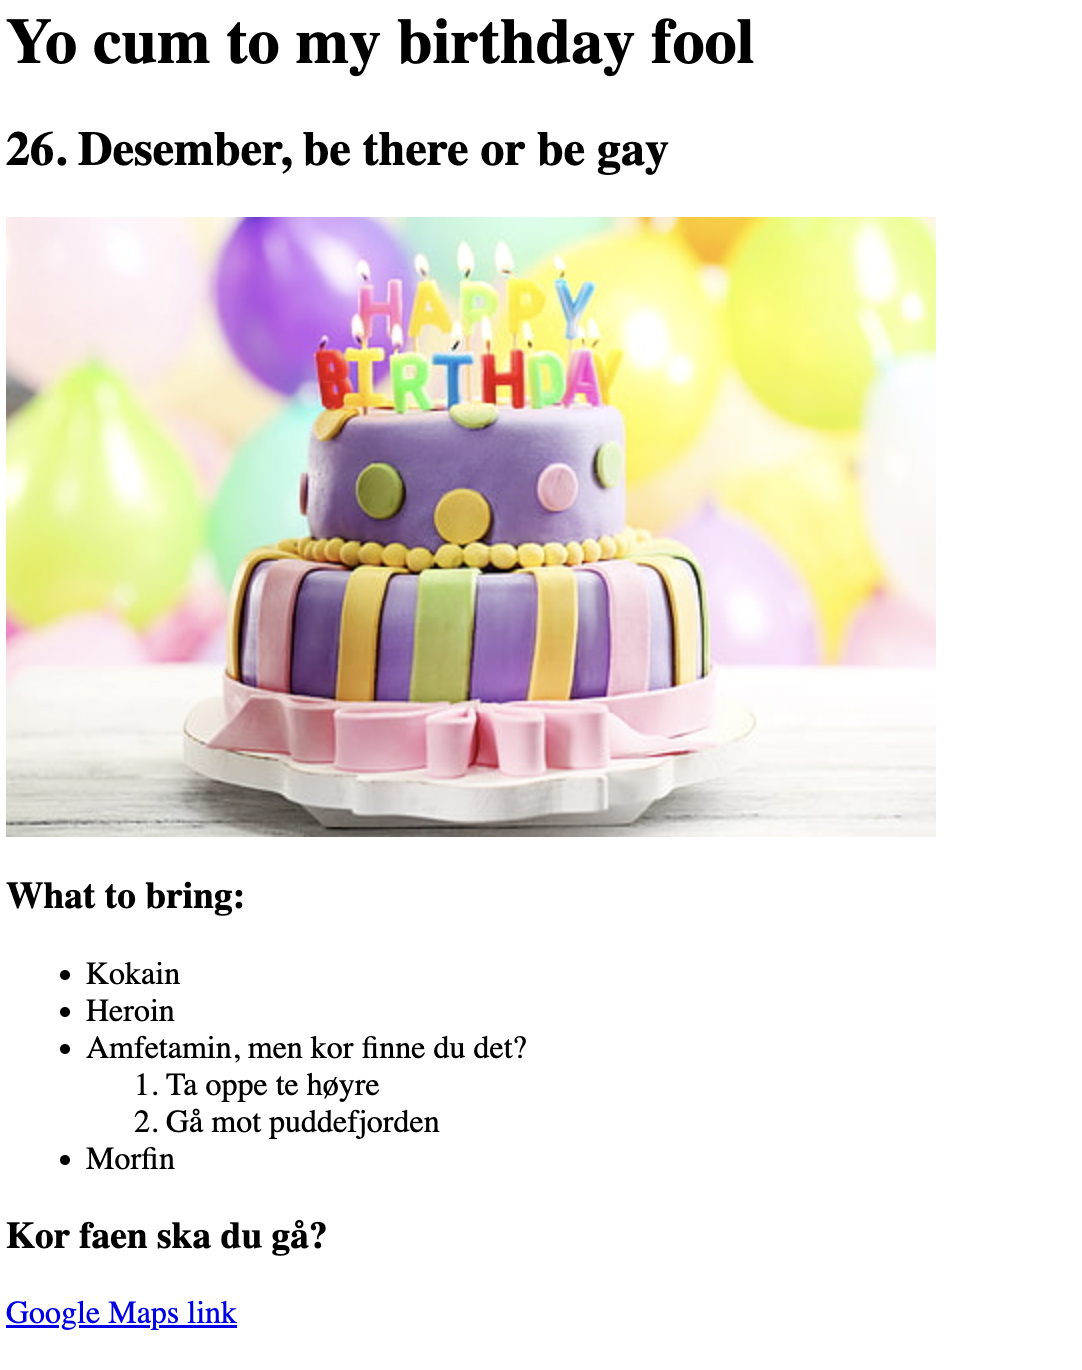 Yo cum to my birthday fool
26. Desember, be there or be gay
HAPPY
BIRTHDAY
What to bring:
• Kokain
• Heroin
• Amfetamin, men kor finne du det?
1. Ta oppe te høyre
2. Gå mot puddefjorden
• Morfin
Kor faen ska du gå?
Google Maps link